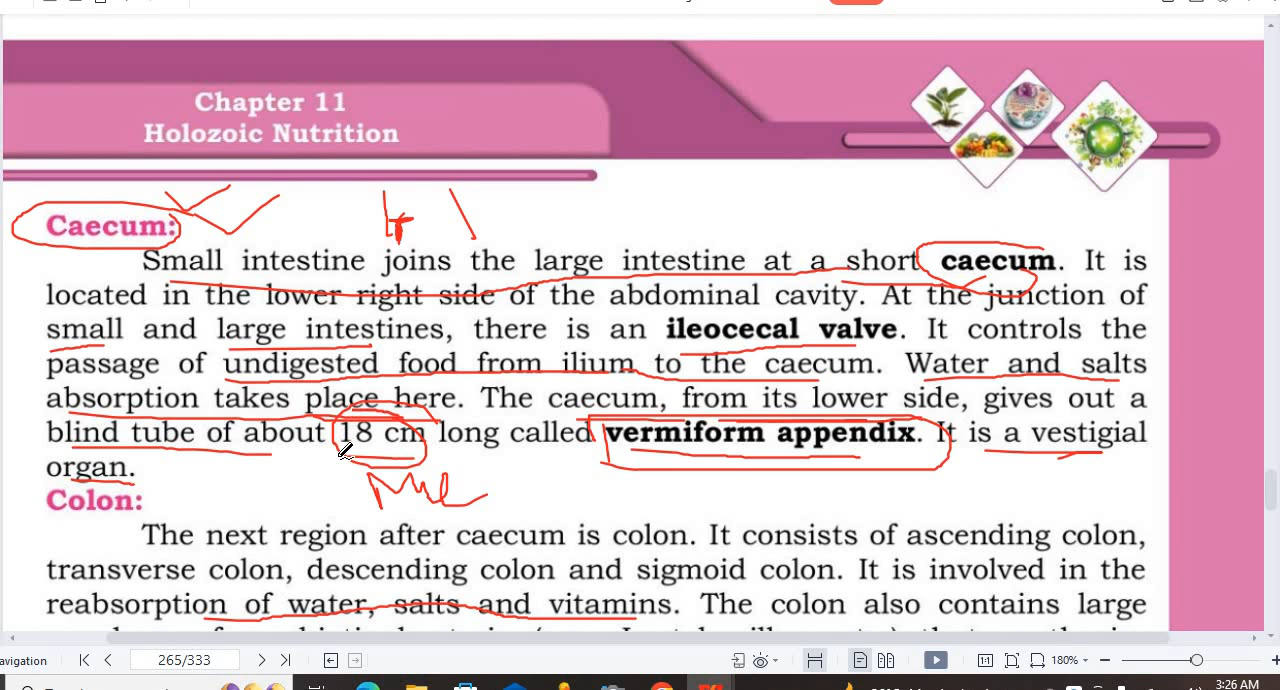 Chapter 11
Holozoic Nutrition
Caecum:
Small intestine joins the large intestine at a short caecum. It is
located in the lower right side of the abdominal cavity. At the junction of
small and large intestines, there is an ileocecal valve. It controls the
passage of undigested food from ilium to the caecum. Water and salts
absorption takes place here. The caecum, from its lower side, gives out a
blind tube of about 18 cm long called vermiform appendix. It is a vestigial
organ.
Colon:
The next region after caecum is colon. It consists of ascending colon,
transverse colon, descending colon and sigmoid colon. It is involved in the
reabsorption of water, salts and vitamins. The colon also contains large
avigation
265/333
1:1
180%
3:26 AM